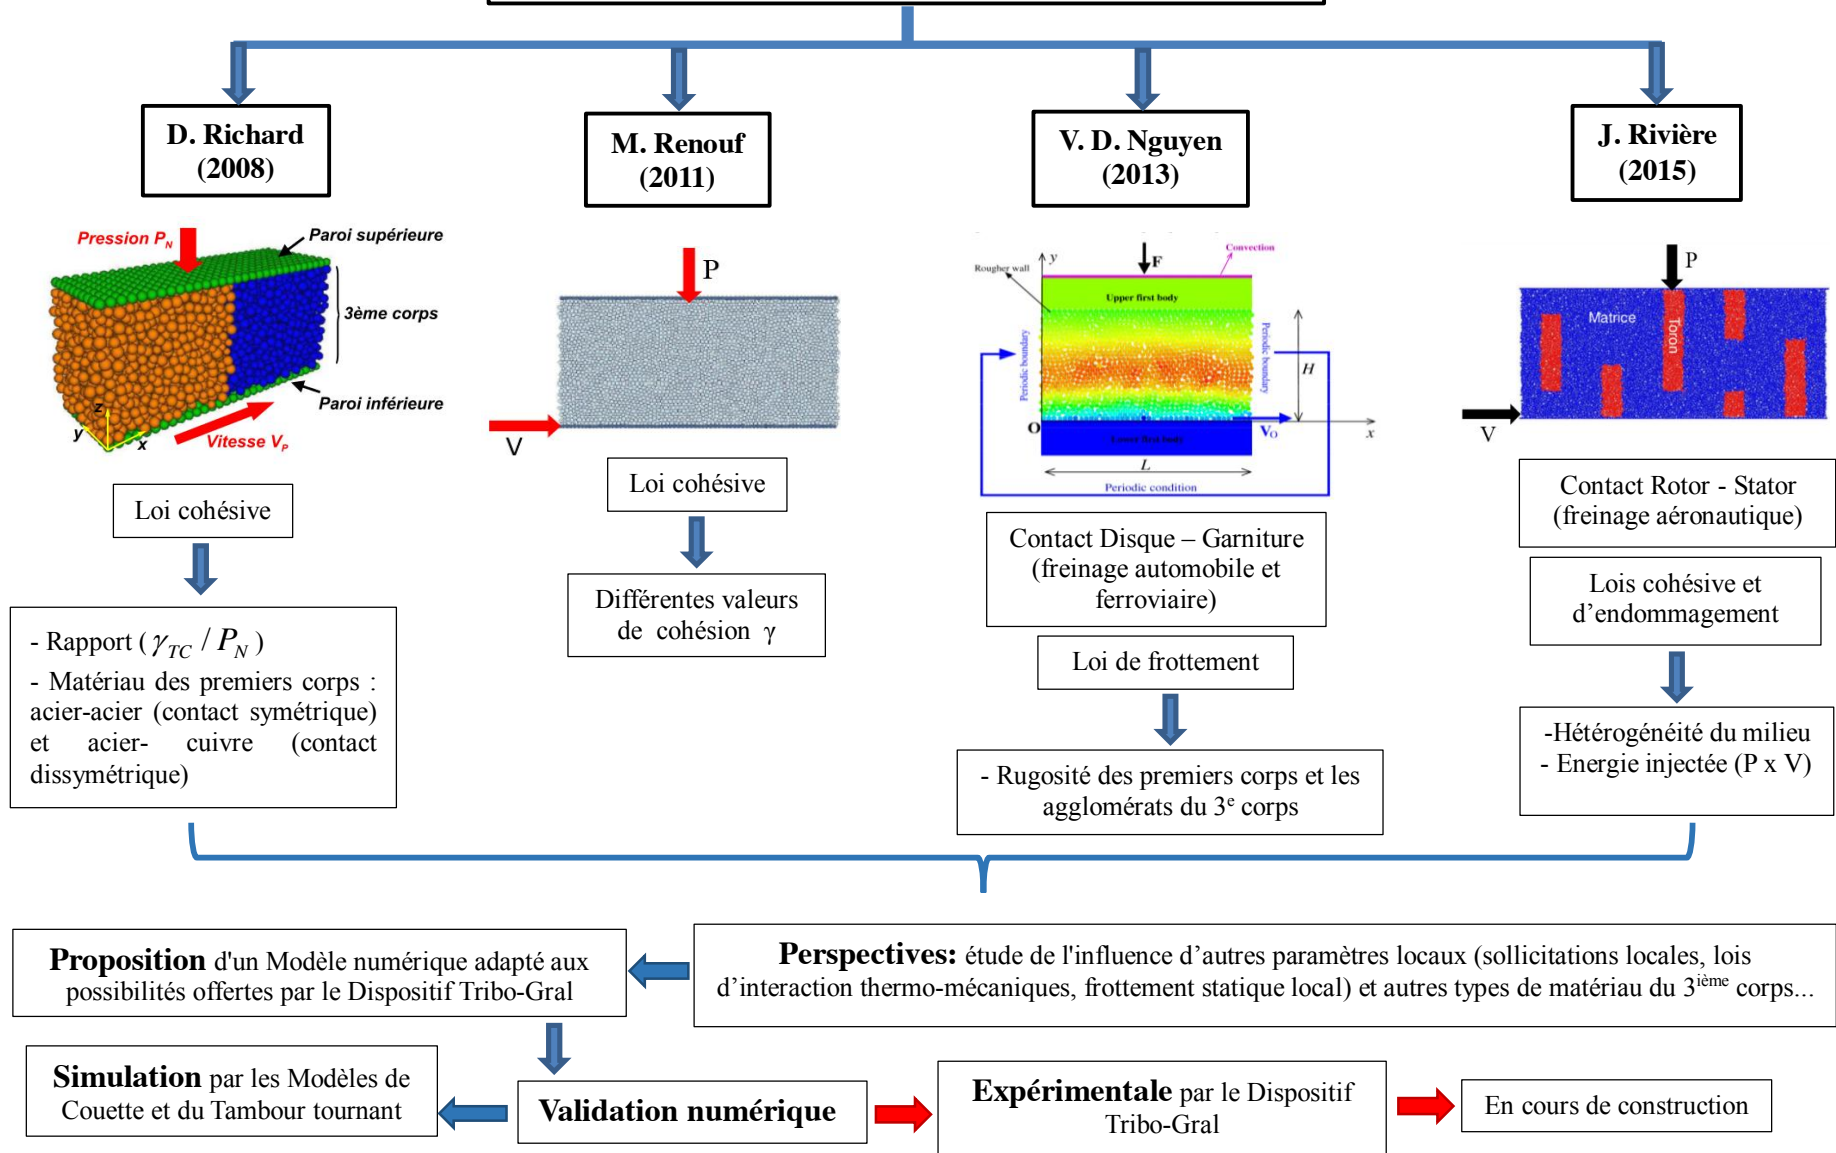 D. Richard
(2008)
M. Renouf
(2011)
V. D. Nguyen
(2013)
J. Rivière
(2015)
Pression P_N
Paroi supérieure
3ème corps
Paroi inférieure
Vitesse V_P
z
y
x
P
V
Convection
y
F
Rougher wall
Upper first body
Periodic boundary
Periodic boundary
H
O
V_O
x
Lower first body
L
Periodic condition
P
Matrice
Toron
V
Loi cohésive
- Rapport (γ_TC / P_N)
- Matériau des premiers corps :
acier-acier (contact symétrique)
et acier- cuivre (contact
dissymétrique)
Loi cohésive
Différentes valeurs
de cohésion γ
Contact Disque – Garniture
(freinage automobile et
ferroviaire)
Loi de frottement
- Rugosité des premiers corps et les
agglomérats du 3e corps
Contact Rotor - Stator
(freinage aéronautique)
Lois cohésive et
d’endommagement
-Hétérogénéité du milieu
- Energie injectée (P x V)
Proposition d'un Modèle numérique adapté aux
possibilités offertes par le Dispositif Tribo-Gral
Perspectives: étude de l'influence d’autres paramètres locaux (sollicitations locales, lois
d’interaction thermo-mécaniques, frottement statique local) et autres types de matériau du 3ième corps...
Simulation par les Modèles de
Couette et du Tambour tournant
Validation numérique
Expérimentale par le Dispositif
Tribo-Gral
En cours de construction